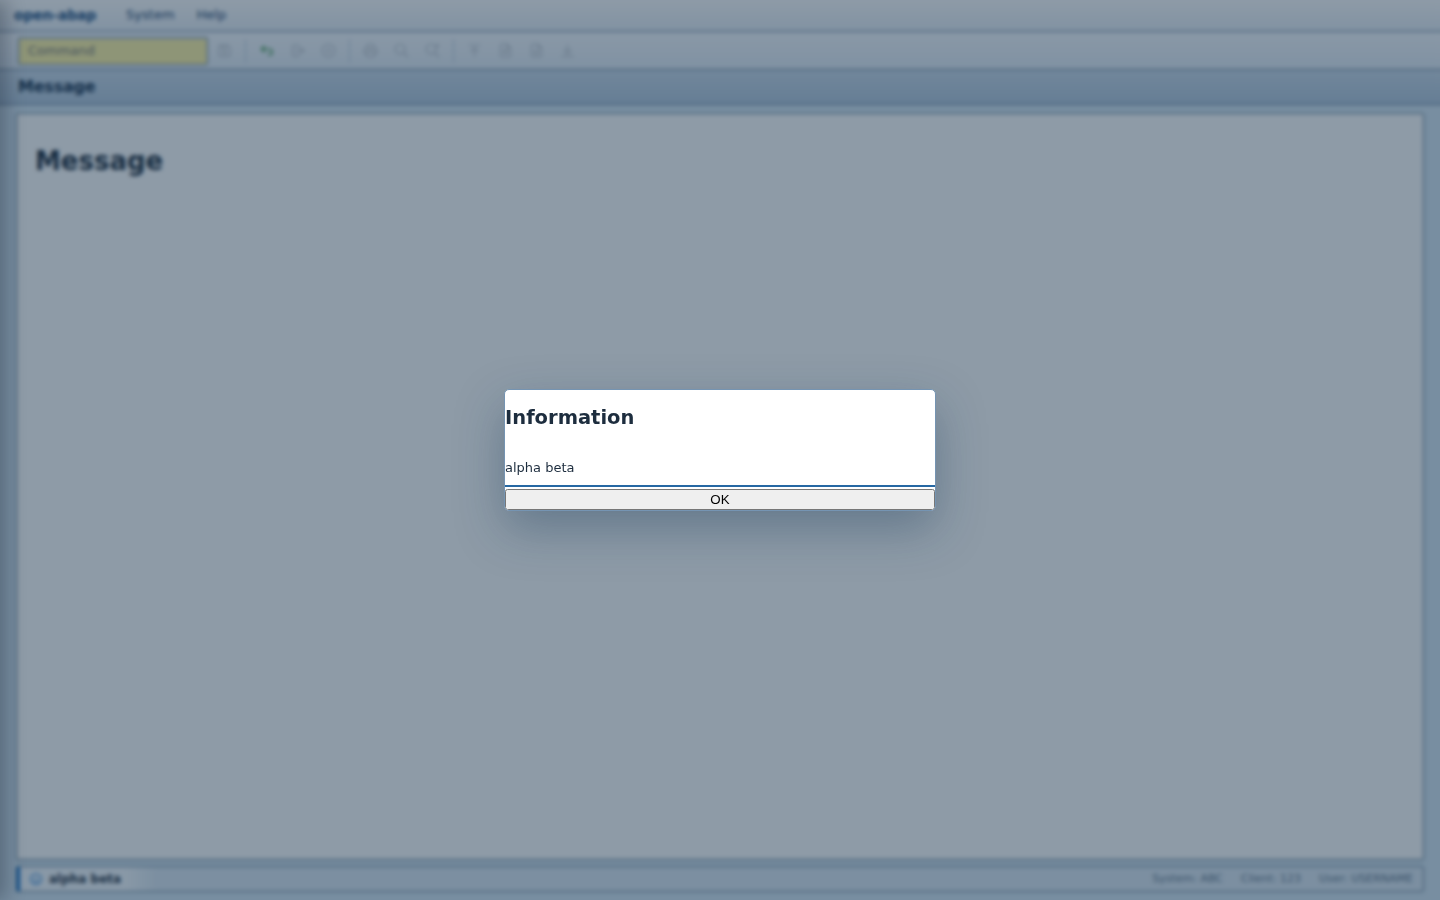 open-abap System Help
Command
Message
Message
Information
alpha beta
OK
alpha beta System: ABC Client: 123 User: USERNAME